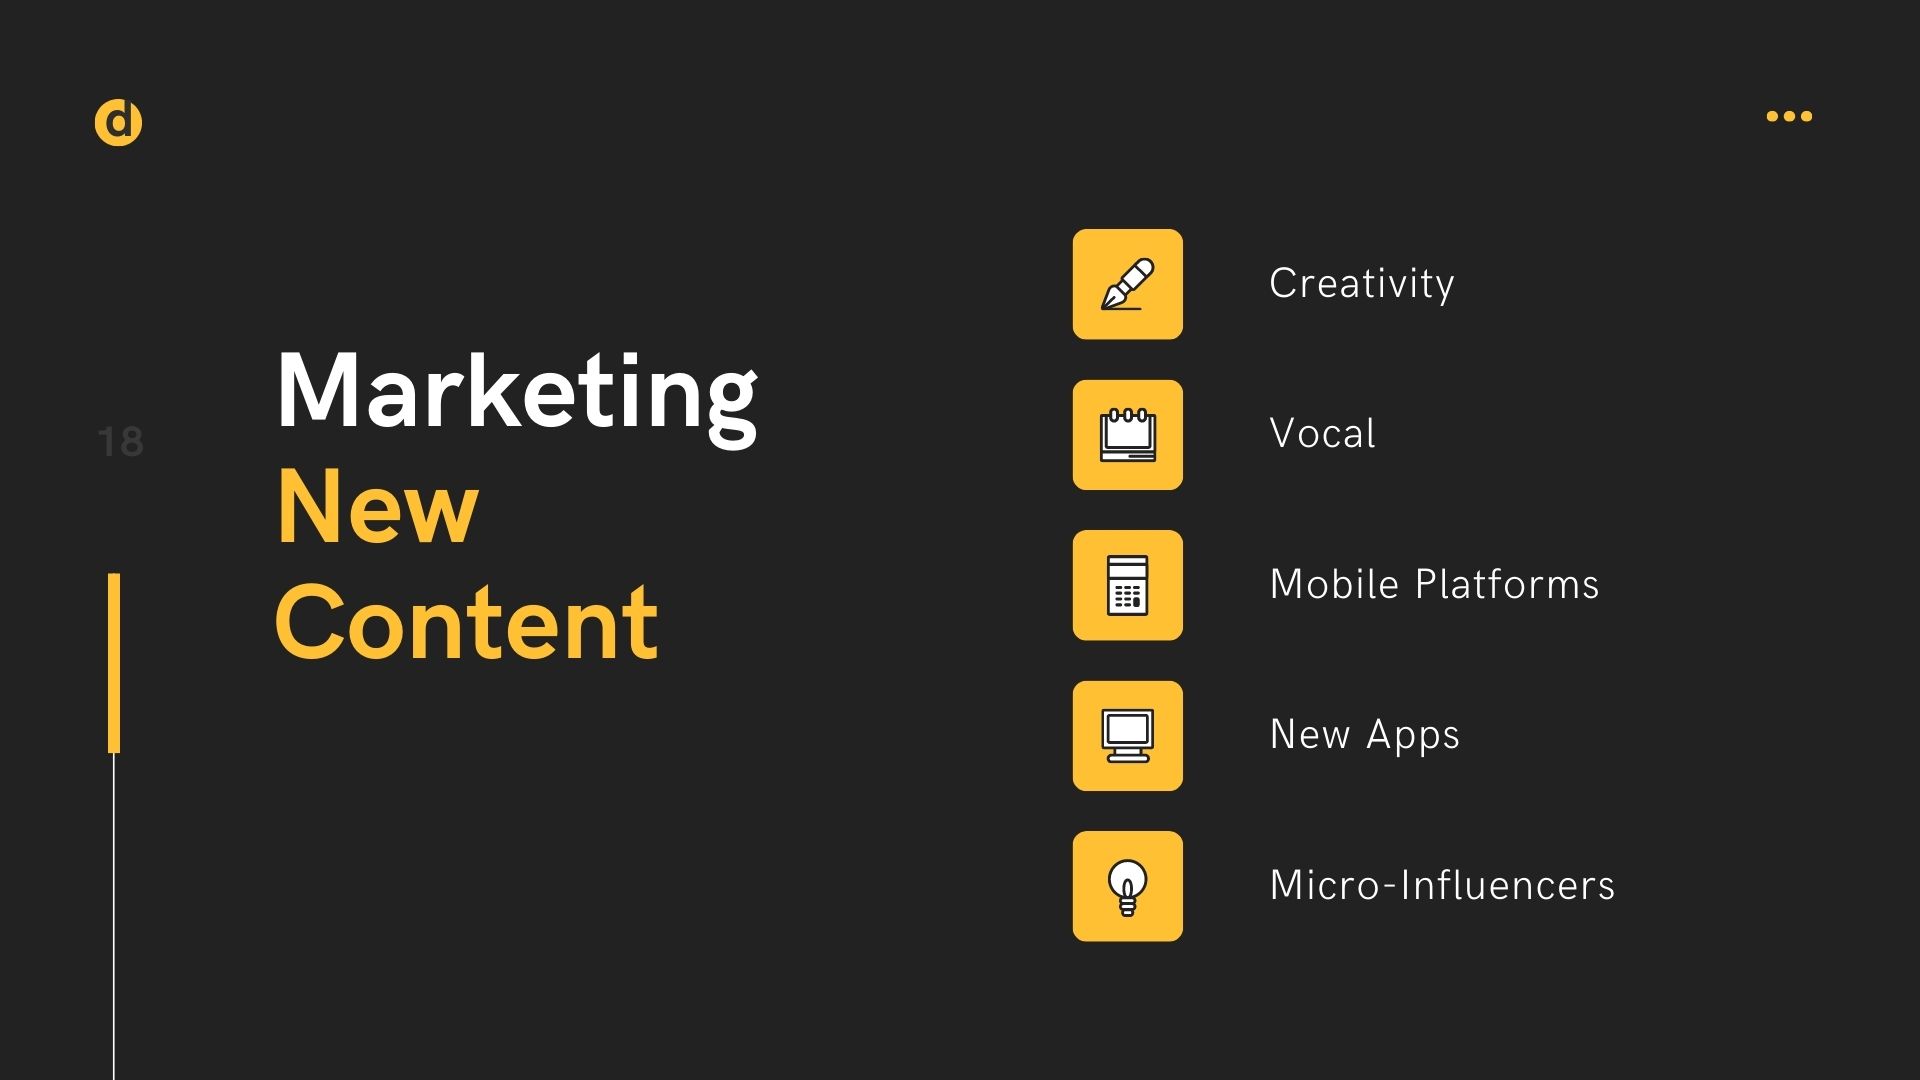 d
18
Marketing
New
Content
Creativity
Vocal
Mobile Platforms
New Apps
Micro-Influencers